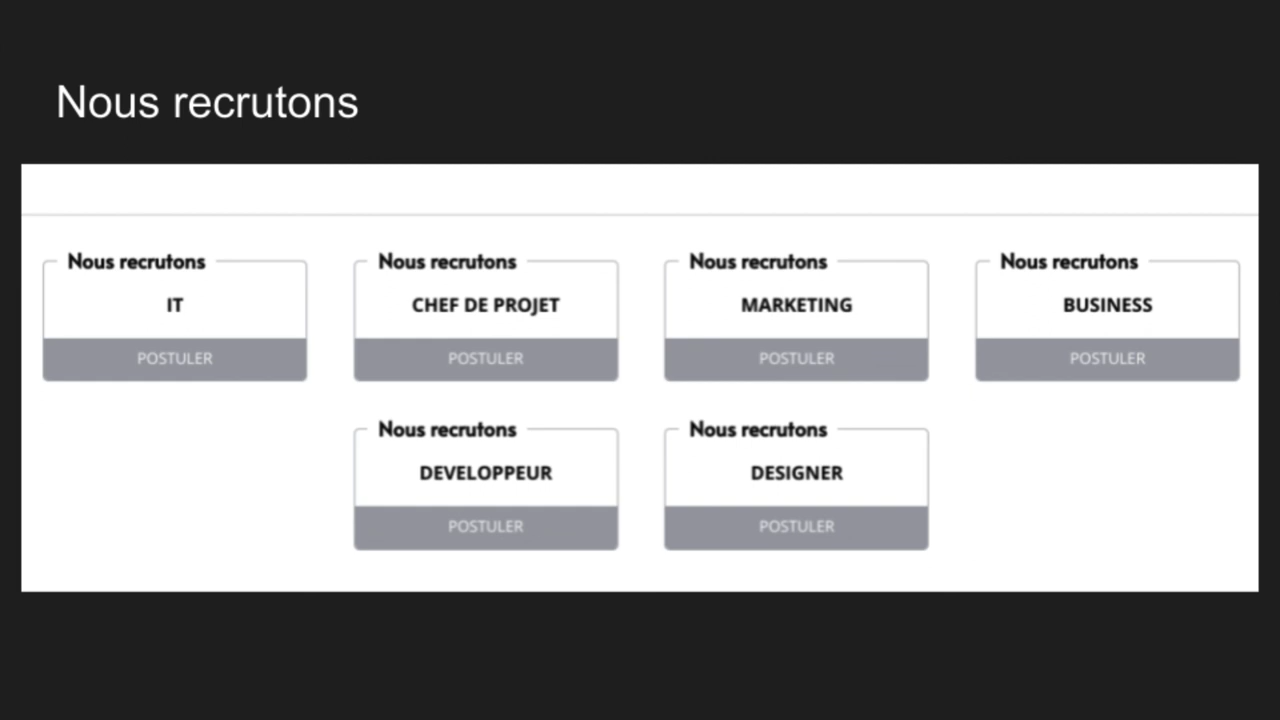 Nous recrutons
Nous recrutons
IT
POSTULER
Nous recrutons
CHEF DE PROJET
POSTULER
Nous recrutons
MARKETING
POSTULER
Nous recrutons
BUSINESS
POSTULER
Nous recrutons
DEVELOPPEUR
POSTULER
Nous recrutons
DESIGNER
POSTULER